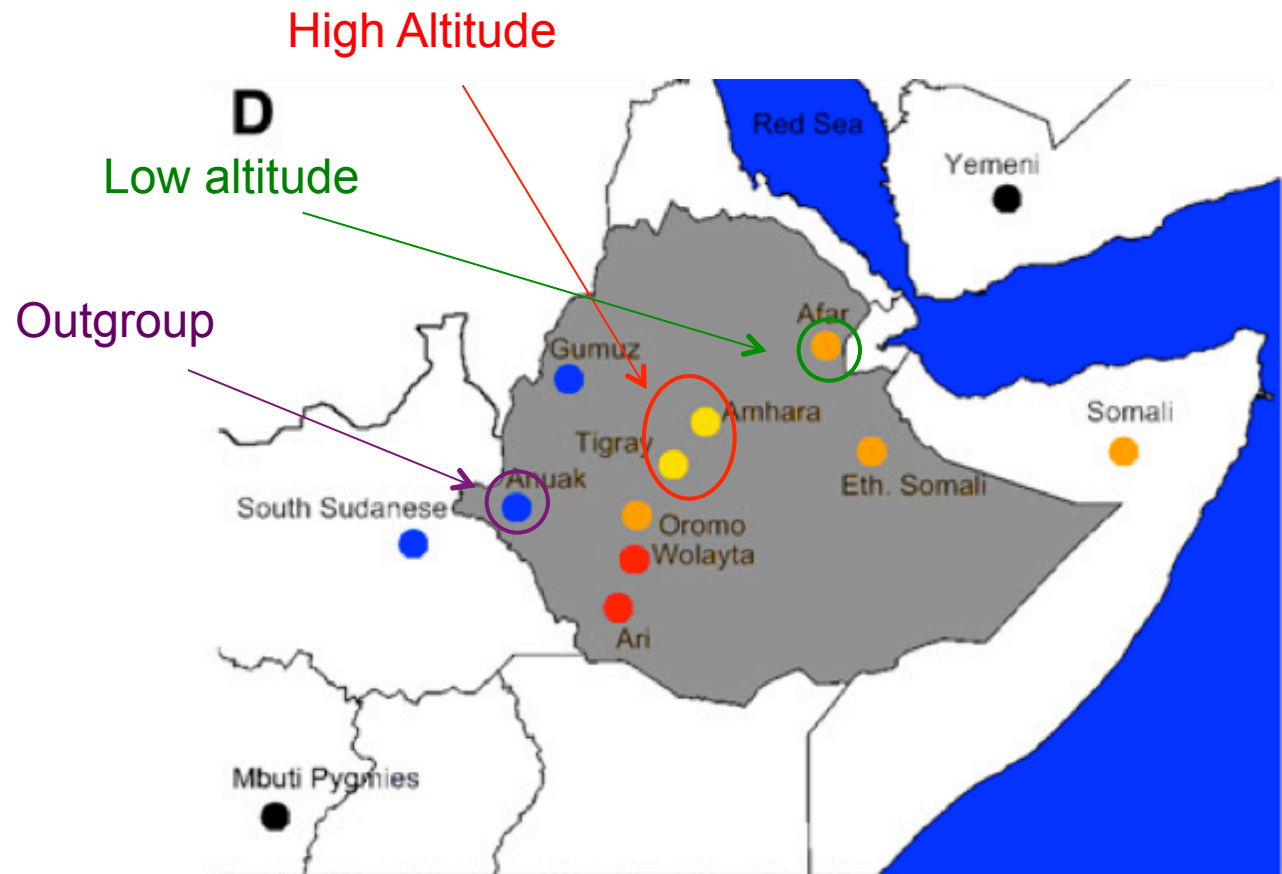 High Altitude
D
Red Sea
Low altitude
Yemeni
Outgroup
Afar
Gumuz
Amhara
Somali
Tigray
Anuak
Eth. Somali
South Sudanese
Oromo
Wolayta
Ari
Mbuti Pygmies